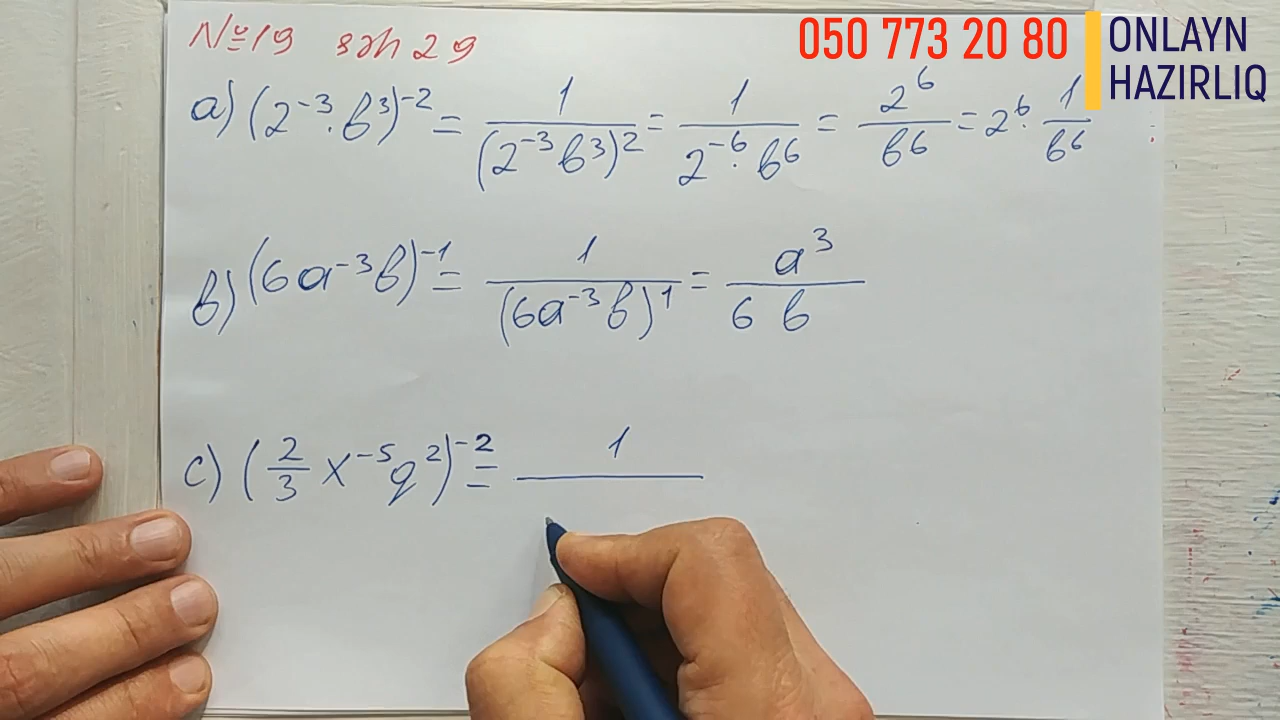 050 773 20 80 ONLAYN HAZIRLIQ
№19 səh 29
a) (2⁻³·b³)⁻² = 1/(2⁻³b³)² = 1/(2⁻⁶·b⁶) = 2⁶/b⁶ = 2⁶·1/b⁶
b) (6a⁻³b)⁻¹ = 1/(6a⁻³b)¹ = a³/6b
c) (2/3 x⁻⁵q²)⁻² = 1/